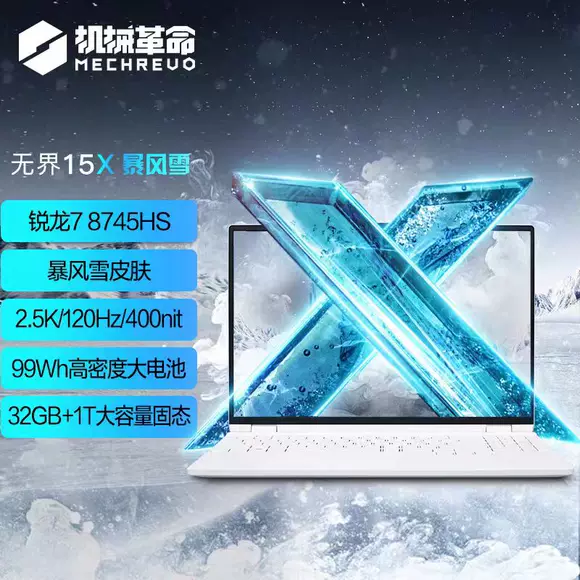 机械革命
MECHREVO
无界15X 暴风雪
锐龙7 8745HS
暴风雪皮肤
2.5K/120Hz/400nit
99Wh高密度大电池
32GB+1T大容量固态